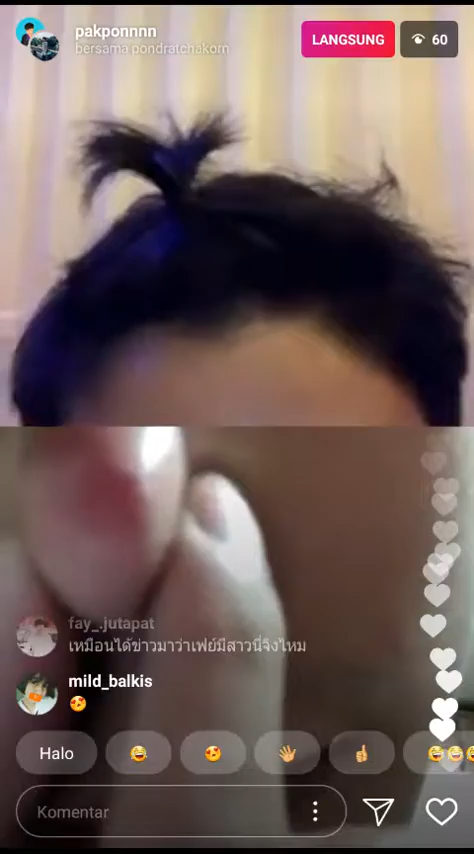 pakponnnn
bersama pondratchakorn
LANGSUNG
60
fay_.jutapat
เหมือนได้ข่าวมาว่าเฟย์มีสาวนี่จิงไหม
mild_balkis
😍
Halo
Komentar